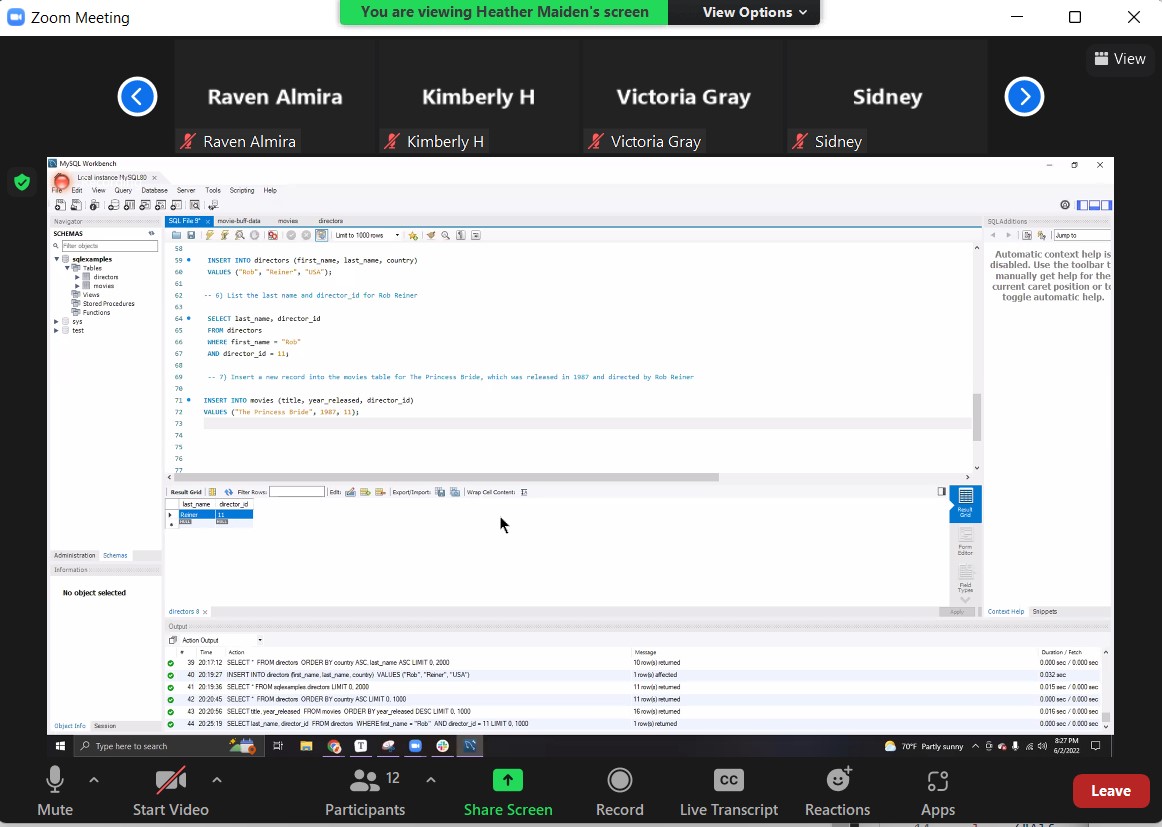 Zoom Meeting
You are viewing Heather Maiden's screen
View Options
View
Raven Almira
Kimberly H
Victoria Gray
Sidney
Raven Almira
Kimberly H
Victoria Gray
Sidney
MySQL Workbench
Local instance MySQL80
File Edit View Query Database Server Tools Scripting Help
Navigator
SCHEMAS
Filter objects
sqlexamples
Tables
directors
movies
Views
Stored Procedures
Functions
sys
test
Administration Schemas
Information
No object selected
Object Info Session
SQL File 9* movie-buff-data movies directors
Limit to 1000 rows
58
59 INSERT INTO directors (first_name, last_name, country)
60 VALUES ("Rob", "Reiner", "USA");
61
62 -- 6) List the last name and director_id for Rob Reiner
63
64 SELECT last_name, director_id
65 FROM directors
66 WHERE first_name = "Rob"
67 AND director_id = 11;
68
69 -- 7) Insert a new record into the movies table for The Princess Bride, which was released in 1987 and directed by Rob Reiner
70
71 INSERT INTO movies (title, year_released, director_id)
72 VALUES ("The Princess Bride", 1987, 11);
73
74
75
76
77
Result Grid Filter Rows: Edit: Export/Import: Wrap Cell Content:
last_name director_id
Reiner 11
NULL NULL
Result Grid
Form Editor
Field Types
directors 8
Apply
SQLAdditions
Jump to
Automatic context help is
disabled. Use the toolbar t
manually get help for the
current caret position or to
toggle automatic help.
Context Help Snippets
Output
Action Output
# Time Action Message Duration / Fetch
39 20:17:12 SELECT * FROM directors ORDER BY country ASC, last_name ASC LIMIT 0, 2000 10 row(s) returned 0.000 sec / 0.000 sec
40 20:19:27 INSERT INTO directors (first_name, last_name, country) VALUES ("Rob", "Reiner", "USA") 1 row(s) affected 0.032 sec
41 20:19:36 SELECT * FROM sqlexamples.directors LIMIT 0, 2000 11 row(s) returned 0.015 sec / 0.000 sec
42 20:20:45 SELECT * FROM directors ORDER BY country ASC LIMIT 0, 1000 11 row(s) returned 0.000 sec / 0.000 sec
43 20:20:56 SELECT title, year_released FROM movies ORDER BY year_released DESC LIMIT 0, 1000 16 row(s) returned 0.016 sec / 0.000 sec
44 20:25:19 SELECT last_name, director_id FROM directors WHERE first_name = "Rob" AND director_id = 11 LIMIT 0, 1000 1 row(s) returned 0.000 sec / 0.000 sec
Type here to search
70°F Partly sunny
8:27 PM
6/2/2022
Mute
Start Video
12
Participants
Share Screen
Record
CC
Live Transcript
Reactions
Apps
Leave